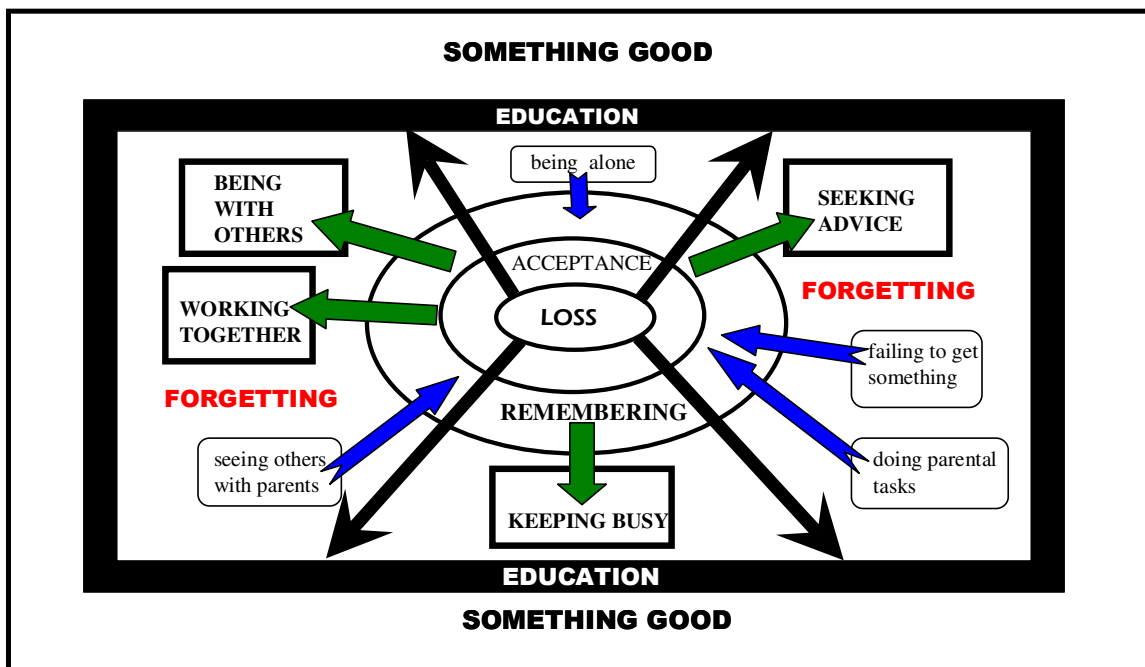 SOMETHING GOOD
EDUCATION
being alone
BEING
WITH
OTHERS
SEEKING
ADVICE
ACCEPTANCE
FORGETTING
WORKING
TOGETHER
LOSS
failing to get
something
FORGETTING
REMEMBERING
seeing others
with parents
doing parental
tasks
KEEPING BUSY
EDUCATION
SOMETHING GOOD